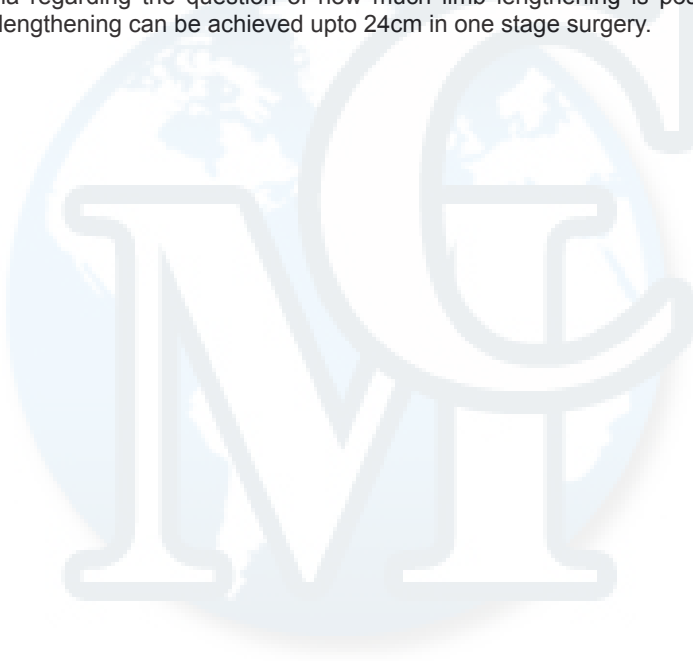 regarding the question of how much limb lengthening is
lengthening can be achieved upto 24cm in one stage surgery.
MC